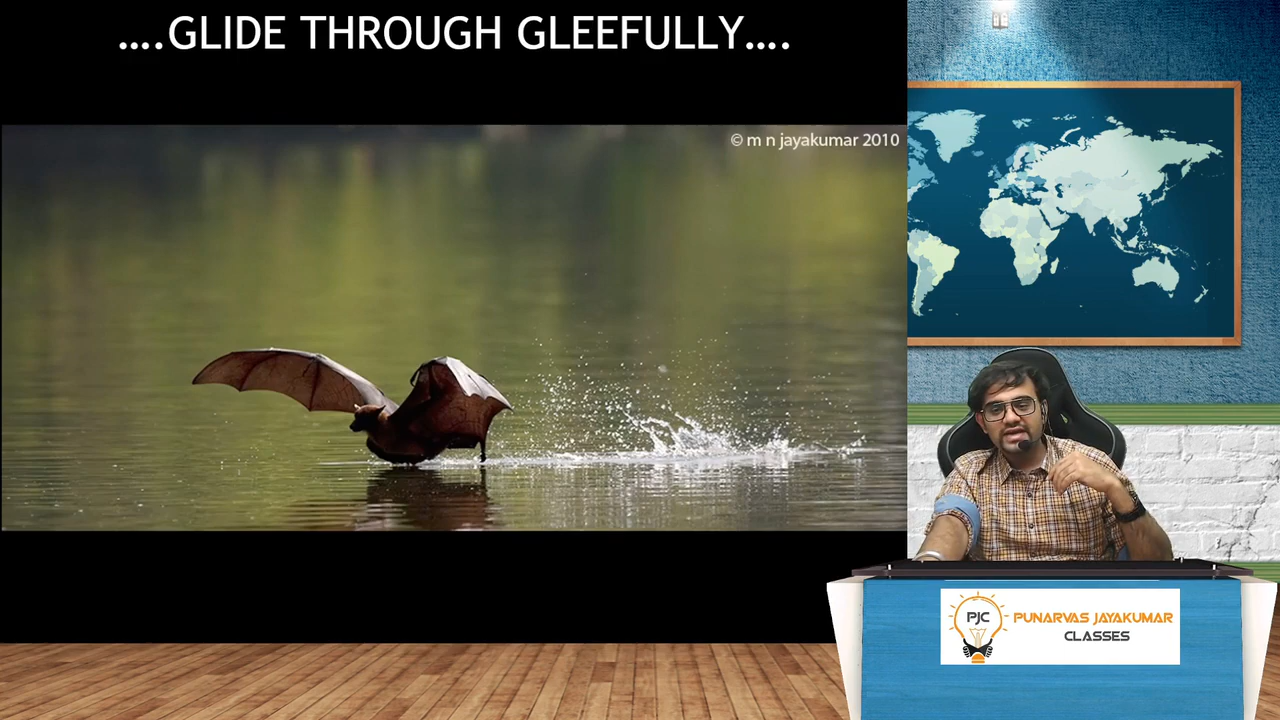 ….GLIDE THROUGH GLEEFULLY….
© m n jayakumar 2010
PJC
PUNARVAS JAYAKUMAR
CLASSES